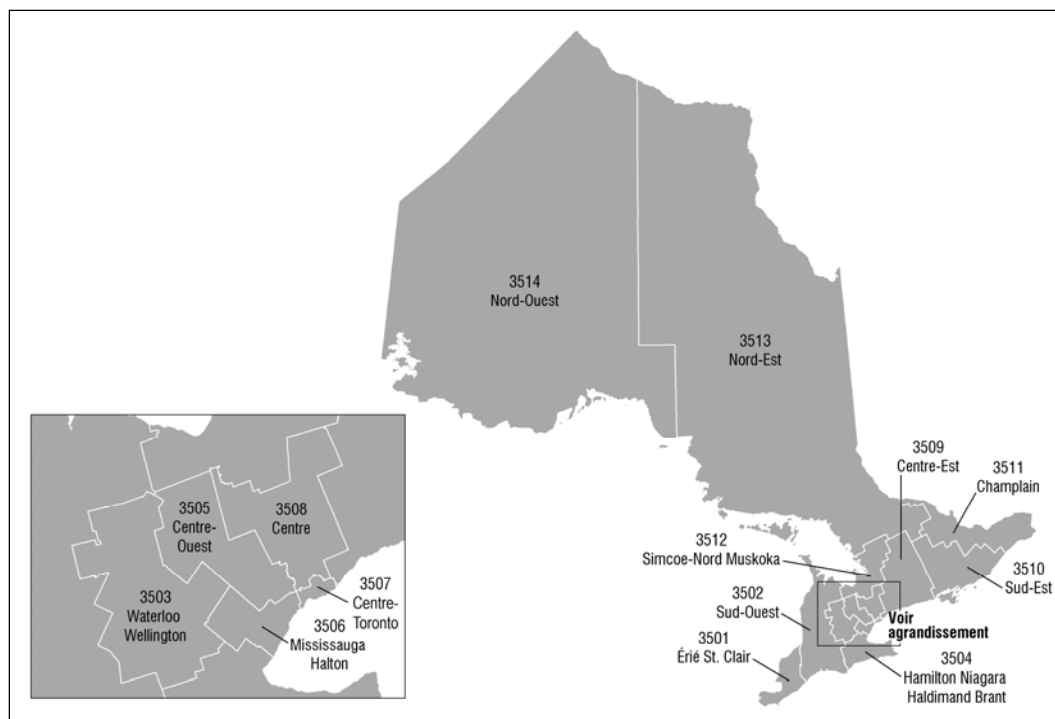 3514
Nord-Ouest
3513
Nord-Est
3509
Centre-Est
3511
Champlain
3512
Simcoe-Nord Muskoka
3510
Sud-Est
3502
Sud-Ouest
Voir
agrandissement
3501
Érié St. Clair
3504
Hamilton Niagara
Haldimand Brant
3505
Centre-
Ouest
3508
Centre
3503
Waterloo
Wellington
3507
Centre-
Toronto
3506
Mississauga
Halton